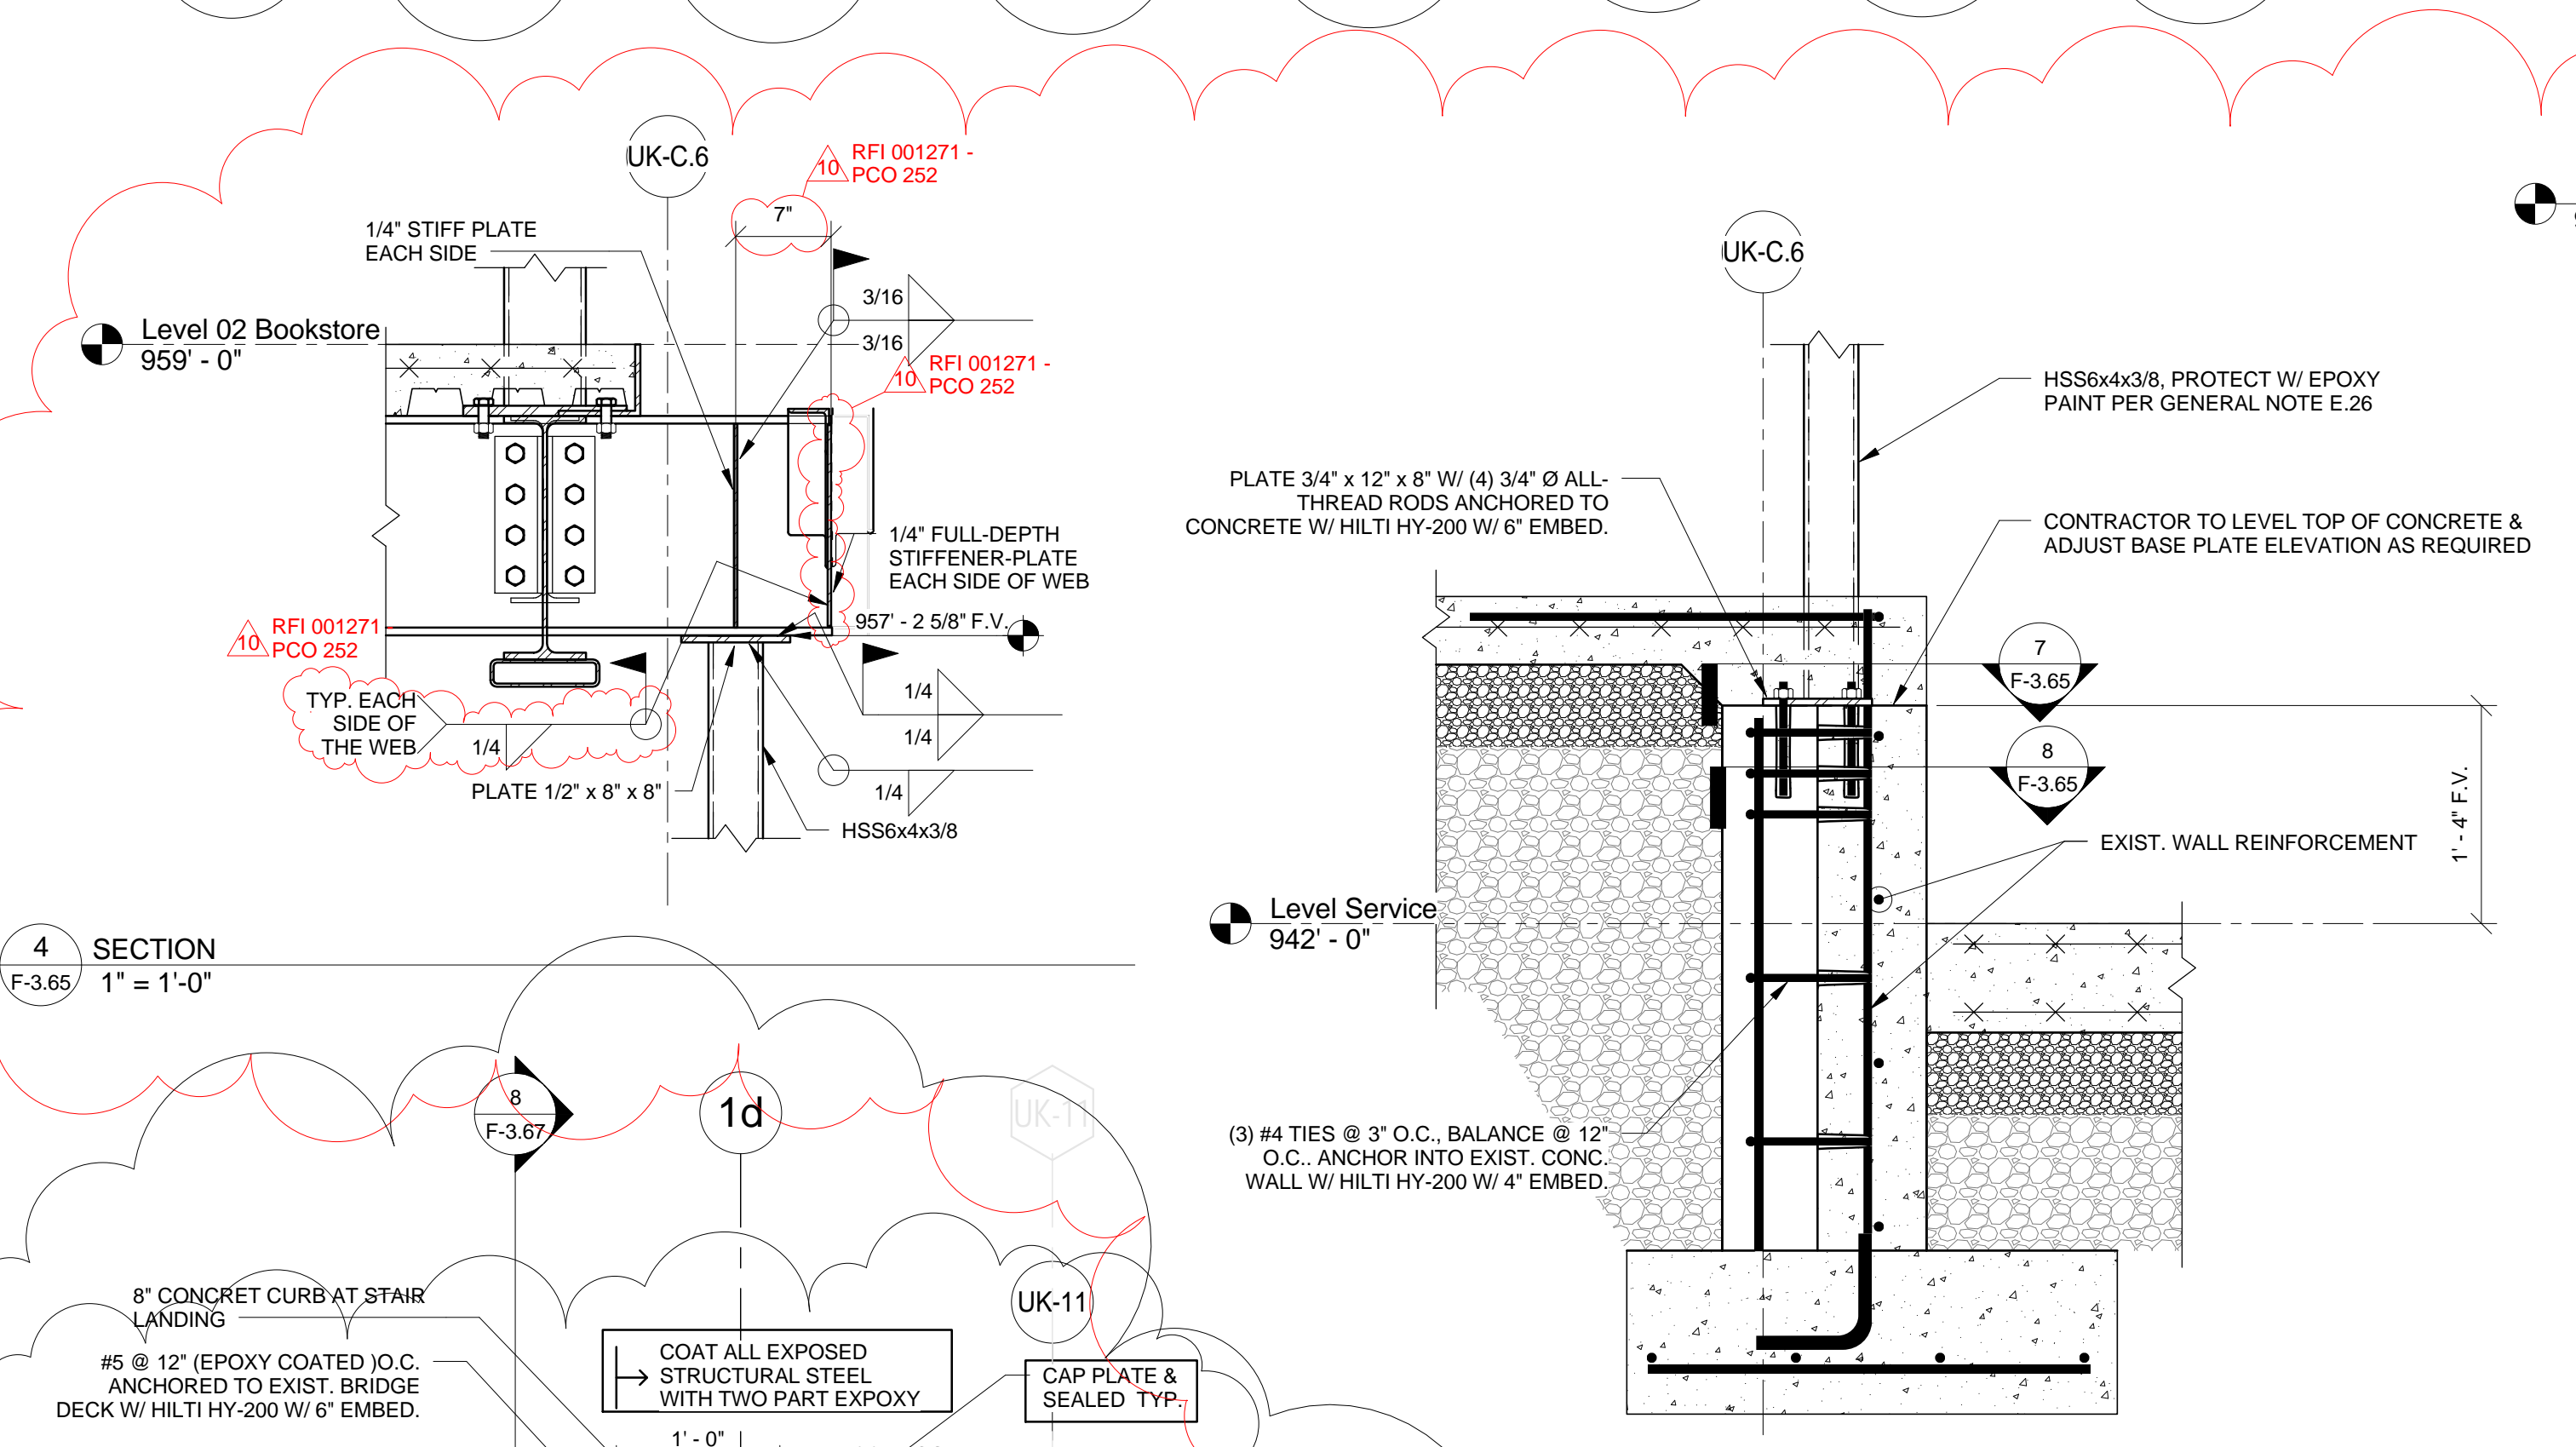 UK-C.6
10
RFI 001271 -
PCO 252
7"
1/4" STIFF PLATE
EACH SIDE
3/16
3/16
Level 02 Bookstore
959' - 0"
10
RFI 001271 -
PCO 252
1/4" FULL-DEPTH
STIFFENER-PLATE
EACH SIDE OF WEB
957' - 2 5/8" F.V.
10
RFI 001271 -
PCO 252
TYP. EACH
SIDE OF
THE WEB
1/4
1/4
1/4
1/4
PLATE 1/2" x 8" x 8"
HSS6x4x3/8
4
F-3.65
SECTION
1" = 1'-0"
UK-C.6
HSS6x4x3/8, PROTECT W/ EPOXY
PAINT PER GENERAL NOTE E.26
PLATE 3/4" x 12" x 8" W/ (4) 3/4" Ø ALL-
THREAD RODS ANCHORED TO
CONCRETE W/ HILTI HY-200 W/ 6" EMBED.
CONTRACTOR TO LEVEL TOP OF CONCRETE &
ADJUST BASE PLATE ELEVATION AS REQUIRED
7
F-3.65
8
F-3.65
1' - 4" F.V.
EXIST. WALL REINFORCEMENT
Level Service
942' - 0"
(3) #4 TIES @ 3" O.C., BALANCE @ 12"
O.C.. ANCHOR INTO EXIST. CONC.
WALL W/ HILTI HY-200 W/ 4" EMBED.
8
F-3.67
1d
UK-11
UK-11
8" CONCRET CURB AT STAIR
LANDING
#5 @ 12" (EPOXY COATED )O.C.
ANCHORED TO EXIST. BRIDGE
DECK W/ HILTI HY-200 W/ 6" EMBED.
COAT ALL EXPOSED
STRUCTURAL STEEL
WITH TWO PART EXPOXY
CAP PLATE &
SEALED TYP.
1' - 0"